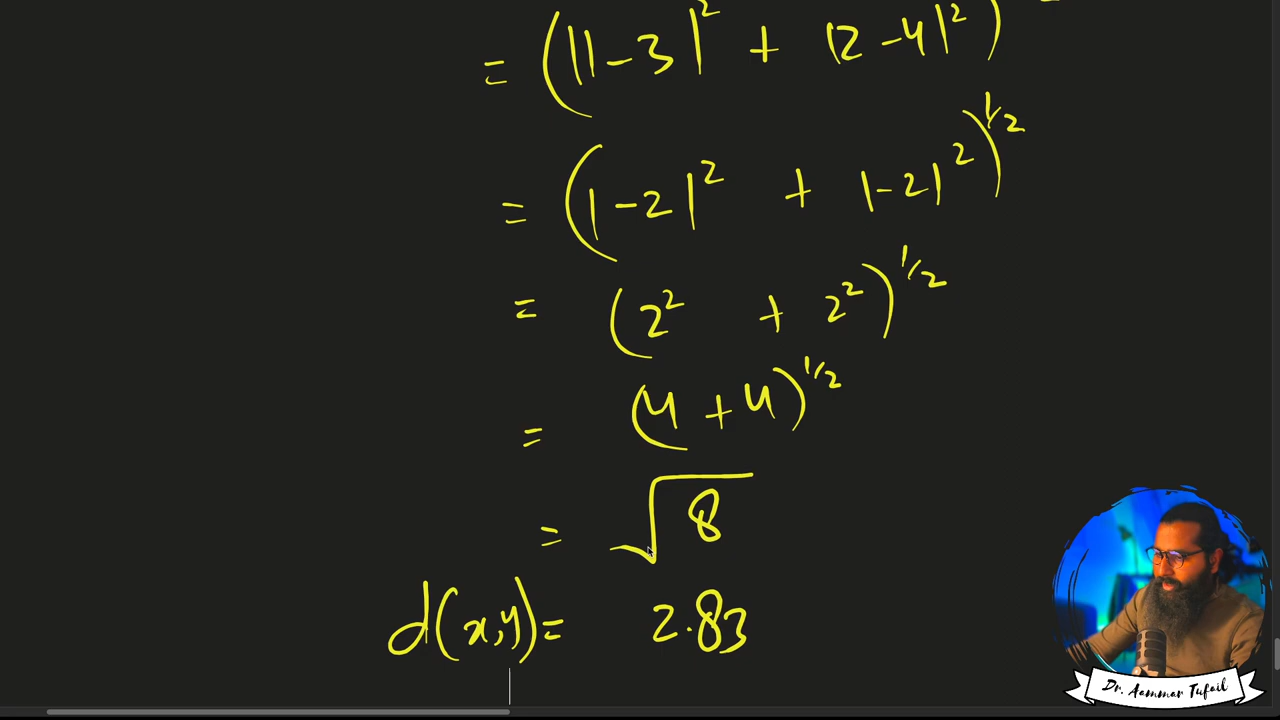 = (|1-3|² + |2-4|²)
= (|-2|² + |-2|²)^1/2
= (2² + 2²)^1/2
= (4 + 4)^1/2
= √8
d(x,y) = 2.83
Dr. Aammar Tufail